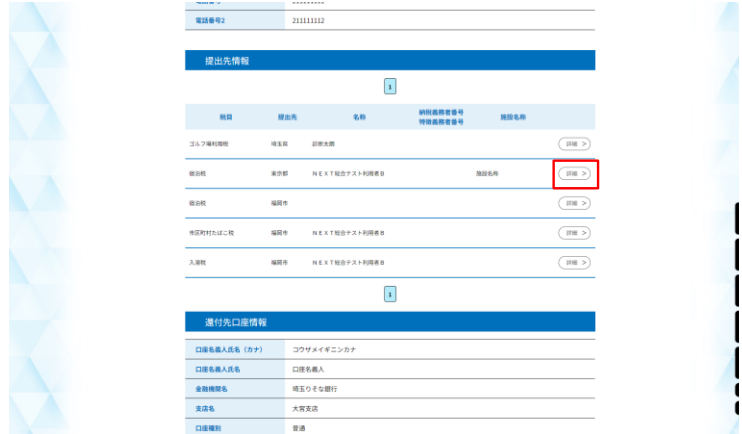 電話番号2 211111112
提出先情報
1
税目 提出先 名称 納税義務者番号 特徴義務者番号 施設名称
ゴルフ場利用税 埼玉県 詳細 >
宿泊税 東京都 NEXT総合テスト利用者B 施設名称 詳細 >
宿泊税 福岡市 詳細 >
市区町村たばこ税 福岡市 NEXT総合テスト利用者B 詳細 >
入湯税 福岡市 NEXT総合テスト利用者B 詳細 >
1
還付先口座情報
口座名義人氏名（カナ） コウザメイギニンカナ
口座名義人氏名 口座名義人
金融機関名 埼玉りそな銀行
支店名 大宮支店
口座種別 普通